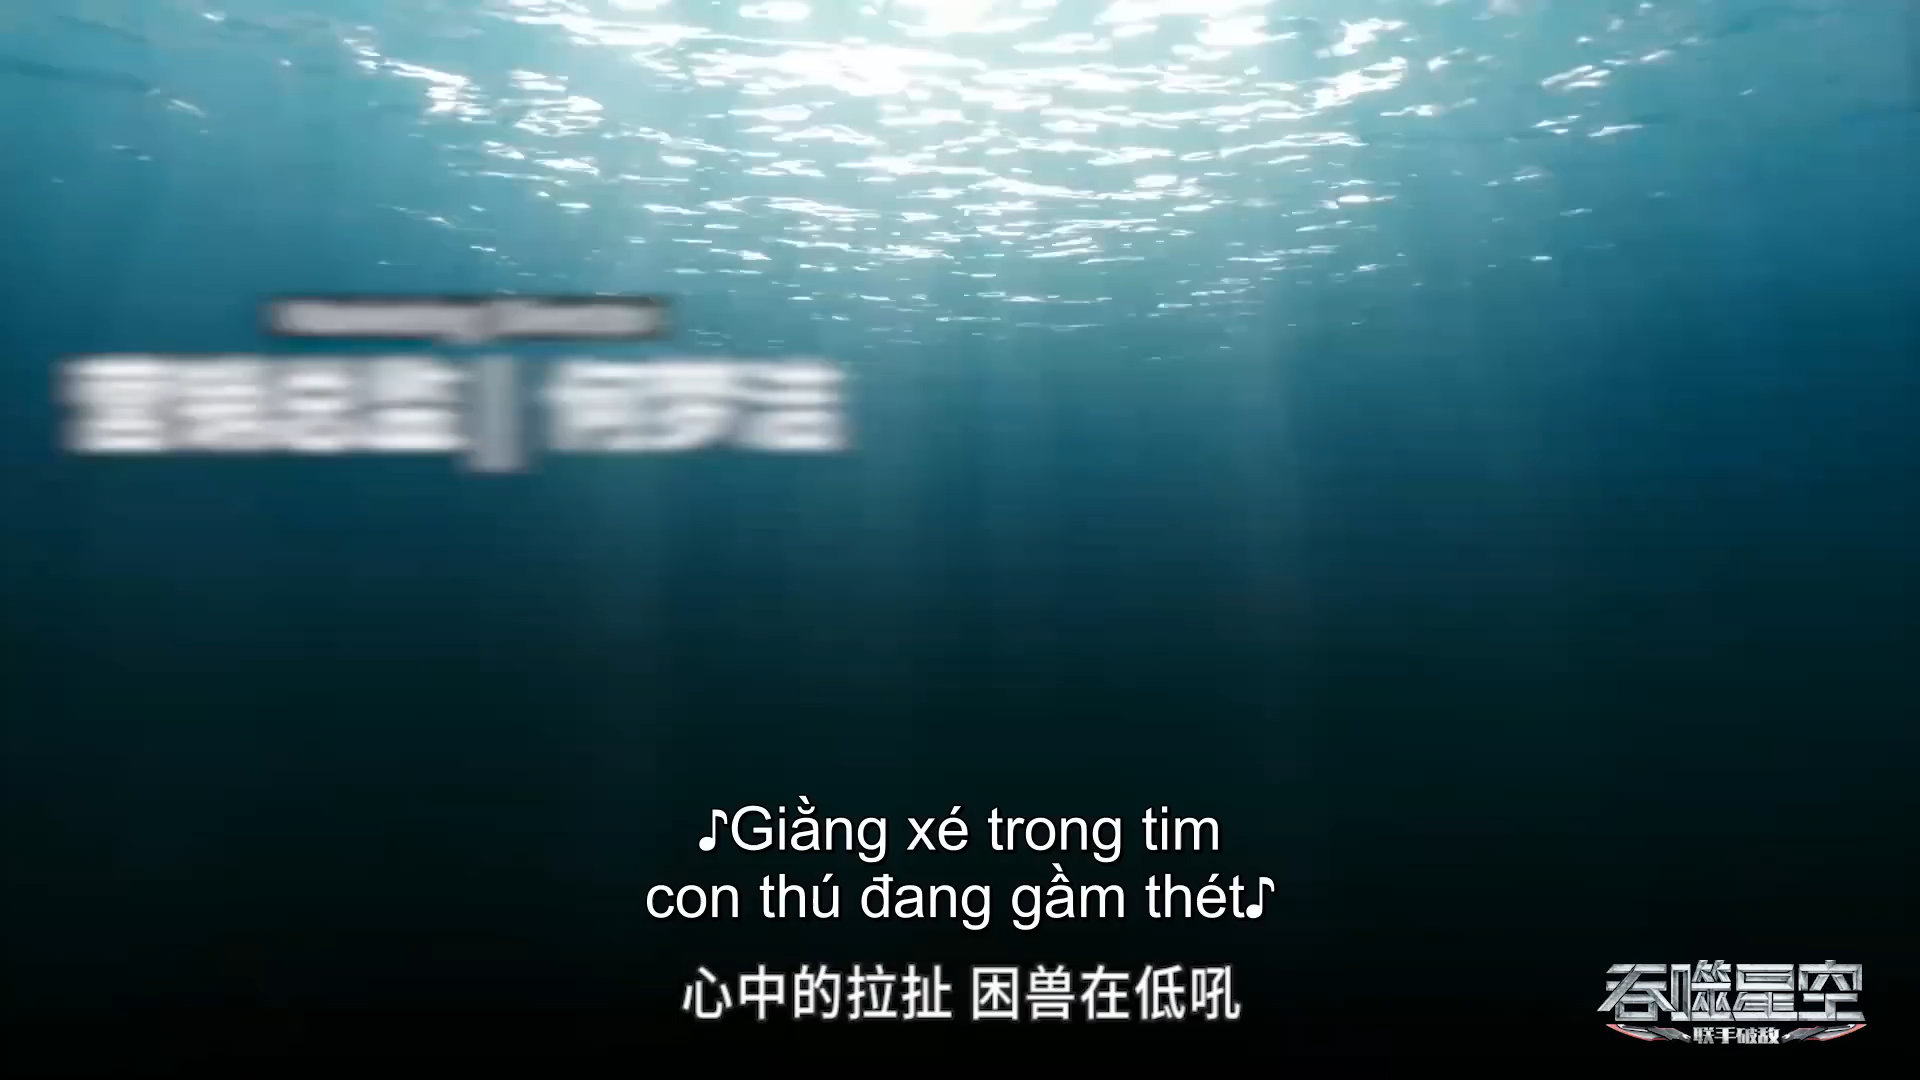 ♪Giằng xé trong tim
con thú đang gầm thét♪
心中的拉扯 困兽在低吼
吞噬星空
联手破敌